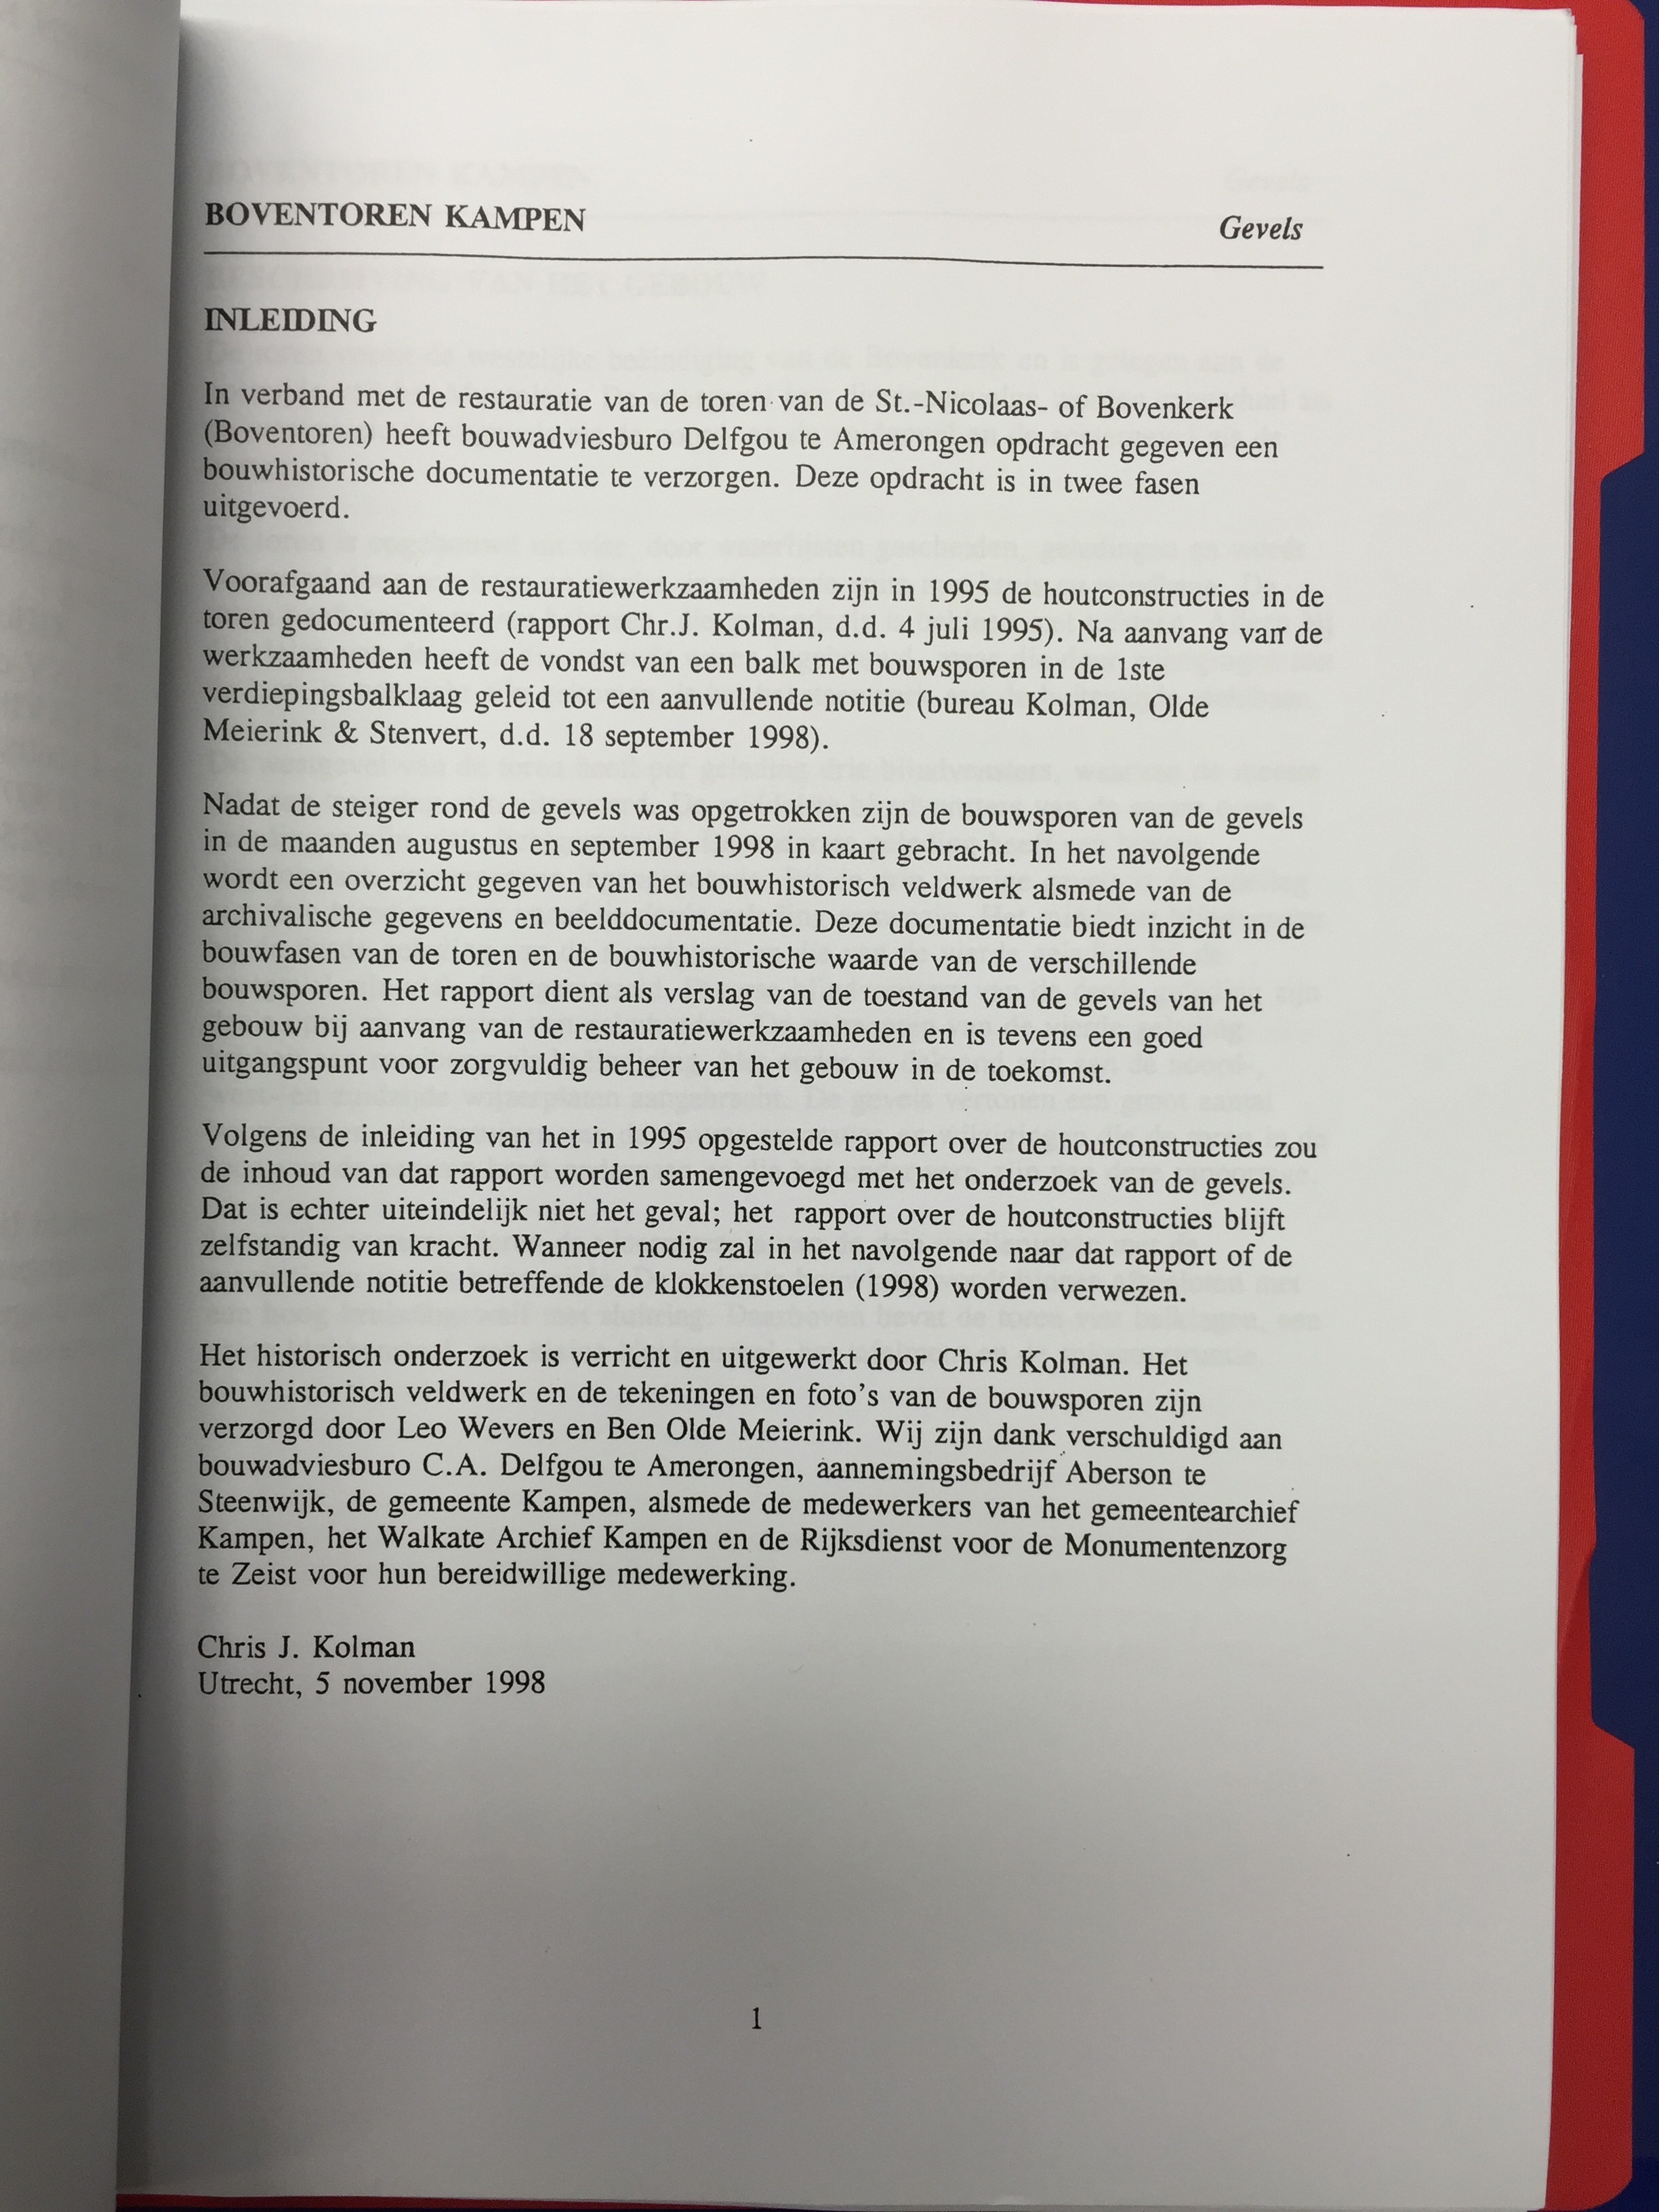 BOVENTOREN KAMPEN
Gevels
INLEIDING
In verband met de restauratie van de toren van de St.-Nicolaas- of Bovenkerk
(Boventoren) heeft bouwadviesburo Delfgou te Amerongen opdracht gegeven een
bouwhistorische documentatie te verzorgen. Deze opdracht is in twee fasen
uitgevoerd.
Voorafgaand aan de restauratiewerkzaamheden zijn in 1995 de houtconstructies in de
toren gedocumenteerd (rapport Chr.J. Kolman, d.d. 4 juli 1995). Na aanvang van de
werkzaamheden heeft de vondst van een balk met bouwsporen in de 1ste
verdiepingsbalklaag geleid tot een aanvullende notitie (bureau Kolman, Olde
Meierink & Stenvert, d.d. 18 september 1998).
Nadat de steiger rond de gevels was opgetrokken zijn de bouwsporen van de gevels
in de maanden augustus en september 1998 in kaart gebracht. In het navolgende
wordt een overzicht gegeven van het bouwhistorisch veldwerk alsmede van de
archivalische gegevens en beelddocumentatie. Deze documentatie biedt inzicht in de
bouwfasen van de toren en de bouwhistorische waarde van de verschillende
bouwsporen. Het rapport dient als verslag van de toestand van de gevels van het
gebouw bij aanvang van de restauratiewerkzaamheden en is tevens een goed
uitgangspunt voor zorgvuldig beheer van het gebouw in de toekomst.
Volgens de inleiding van het in 1995 opgestelde rapport over de houtconstructies zou
de inhoud van dat rapport worden samengevoegd met het onderzoek van de gevels.
Dat is echter uiteindelijk niet het geval; het rapport over de houtconstructies blijft
zelfstandig van kracht. Wanneer nodig zal in het navolgende naar dat rapport of de
aanvullende notitie betreffende de klokkenstoelen (1998) worden verwezen.
Het historisch onderzoek is verricht en uitgewerkt door Chris Kolman. Het
bouwhistorisch veldwerk en de tekeningen en foto's van de bouwsporen zijn
verzorgd door Leo Wevers en Ben Olde Meierink. Wij zijn dank verschuldigd aan
bouwadviesburo C.A. Delfgou te Amerongen, aannemingsbedrijf Aberson te
Steenwijk, de gemeente Kampen, alsmede de medewerkers van het gemeentearchief
Kampen, het Walkate Archief Kampen en de Rijksdienst voor de Monumentenzorg
te Zeist voor hun bereidwillige medewerking.
Chris J. Kolman
Utrecht, 5 november 1998
1